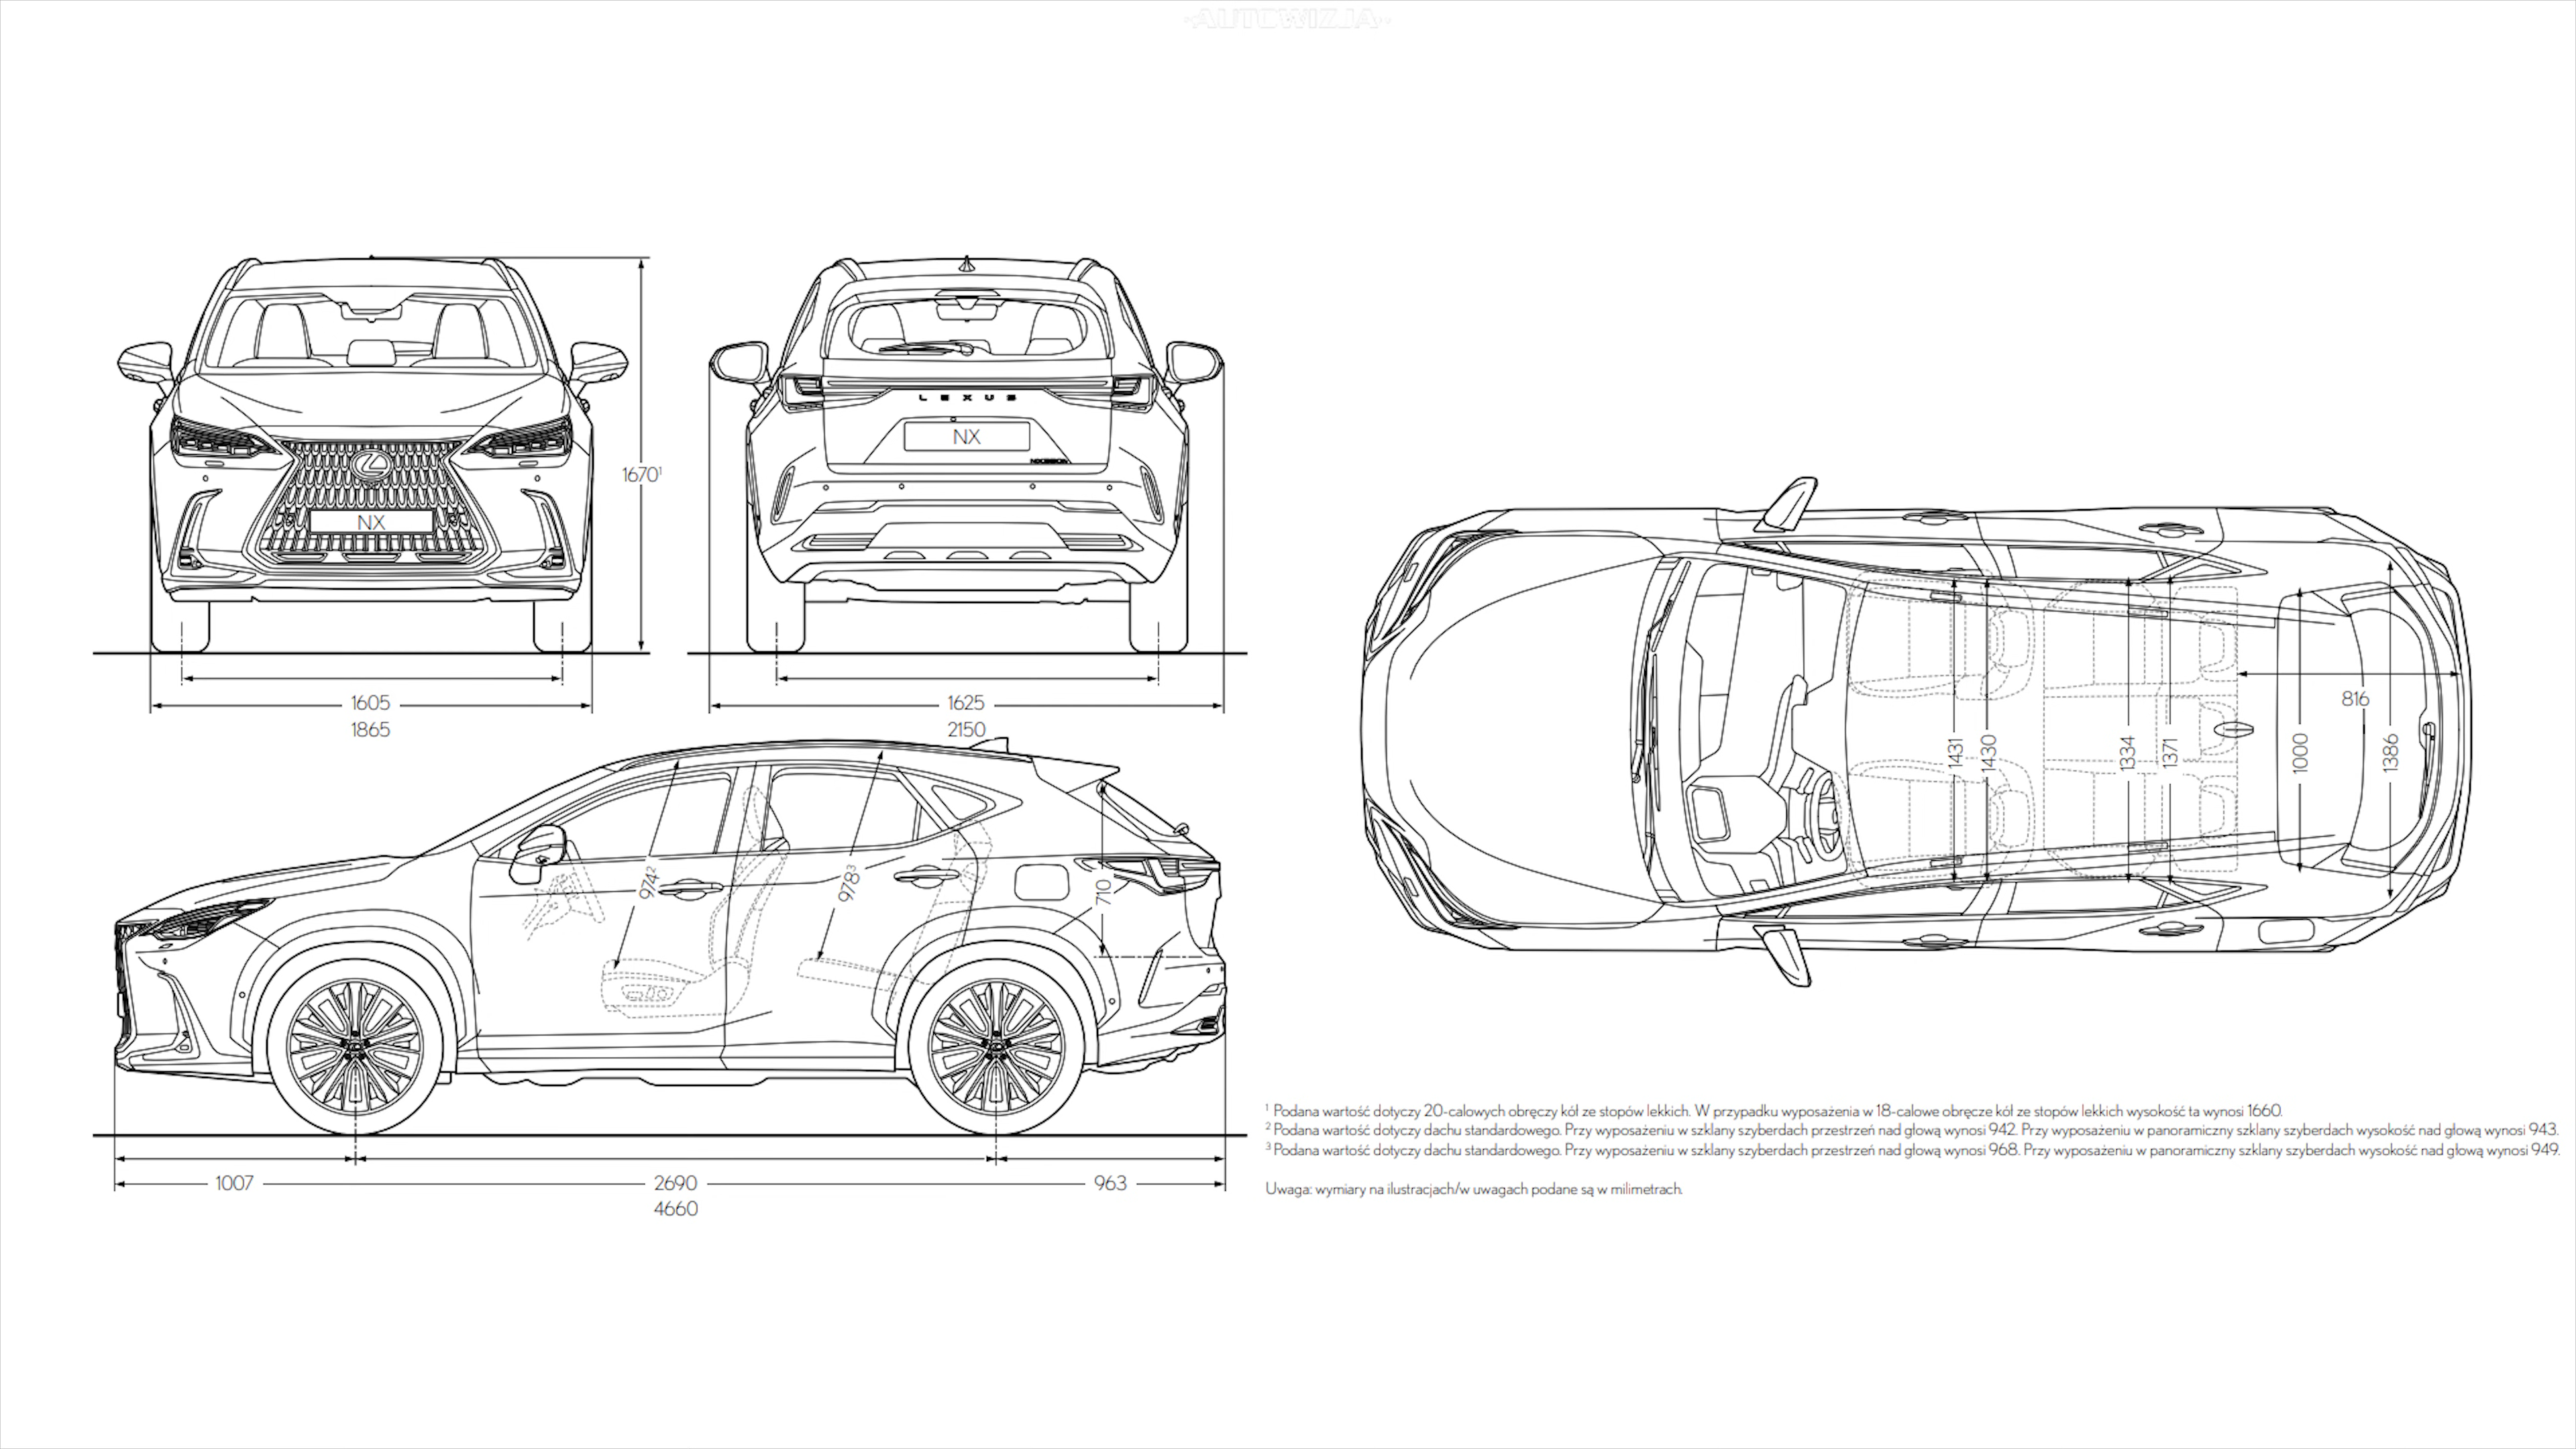 AUTOWIZJA
1670¹
LEXUS
NX
NX
1605
1865
1625
2150
974²
978³
710
1007
2690
963
4660
1431
1430
1334
1371
1000
816
1386
¹ Podana wartość dotyczy 20-calowych obręczy kół ze stopów lekkich. W przypadku wyposażenia w 18-calowe obręcze kół ze stopów lekkich wysokość ta wynosi 1660.
² Podana wartość dotyczy dachu standardowego. Przy wyposażeniu w szklany szyberdach przestrzeń nad głową wynosi 942. Przy wyposażeniu w panoramiczny szklany szyberdach wysokość nad głową wynosi 943.
³ Podana wartość dotyczy dachu standardowego. Przy wyposażeniu w szklany szyberdach przestrzeń nad głową wynosi 968. Przy wyposażeniu w panoramiczny szklany szyberdach wysokość nad głową wynosi 949.
Uwaga: wymiary na ilustracjach/w uwagach podane są w milimetrach.